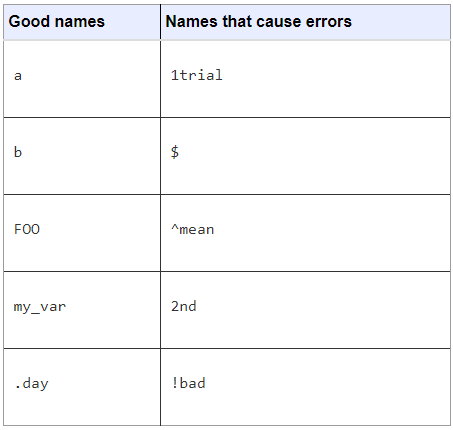 Good names Names that cause errors
a 1trial
b $
FOO ^mean
my_var 2nd
.day !bad